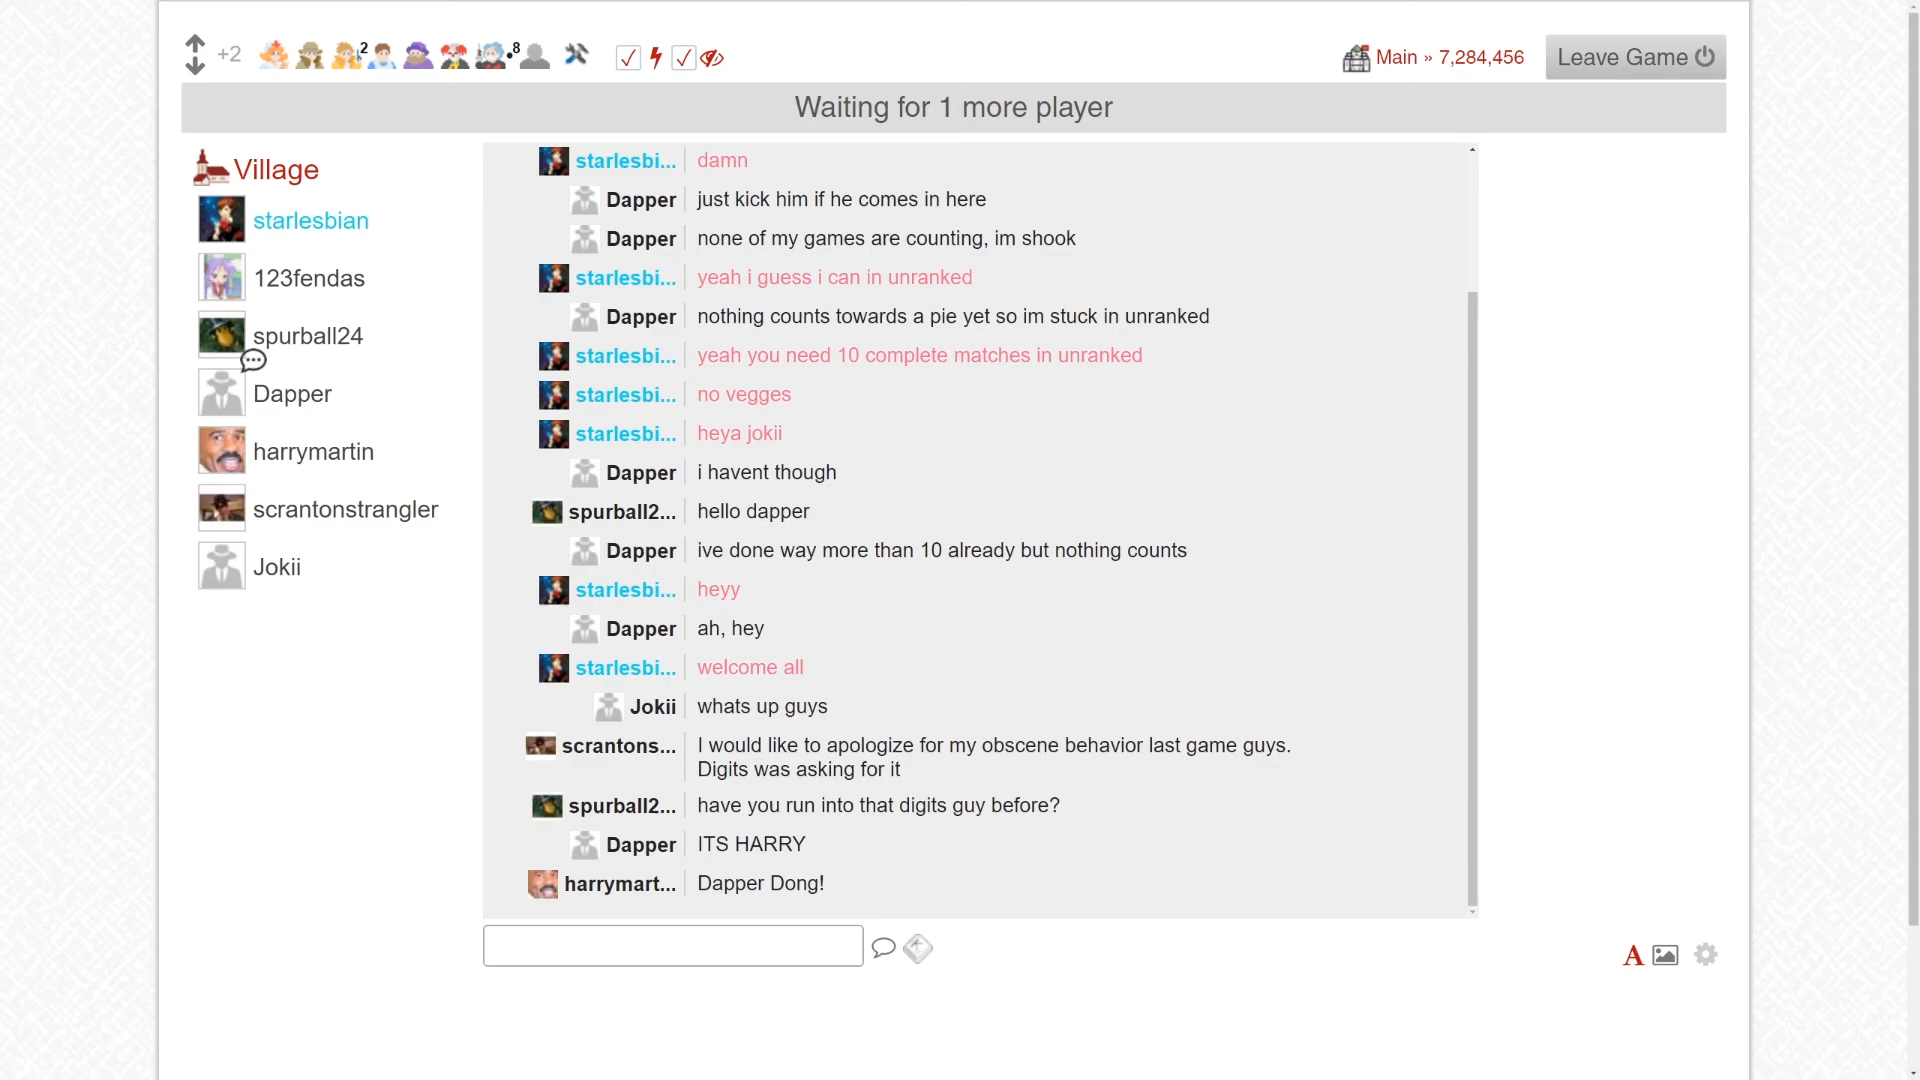 +2
2
8
Main » 7,284,456
Leave Game
Waiting for 1 more player
Village
starlesbian
123fendas
spurball24
Dapper
harrymartin
scrantonstrangler
Jokii
starlesbi... damn
Dapper just kick him if he comes in here
Dapper none of my games are counting, im shook
starlesbi... yeah i guess i can in unranked
Dapper nothing counts towards a pie yet so im stuck in unranked
starlesbi... yeah you need 10 complete matches in unranked
starlesbi... no vegges
starlesbi... heya jokii
Dapper i havent though
spurball2... hello dapper
Dapper ive done way more than 10 already but nothing counts
starlesbi... heyy
Dapper ah, hey
starlesbi... welcome all
Jokii whats up guys
scrantons... I would like to apologize for my obscene behavior last game guys.
Digits was asking for it
spurball2... have you run into that digits guy before?
Dapper ITS HARRY
harrymart... Dapper Dong!
A